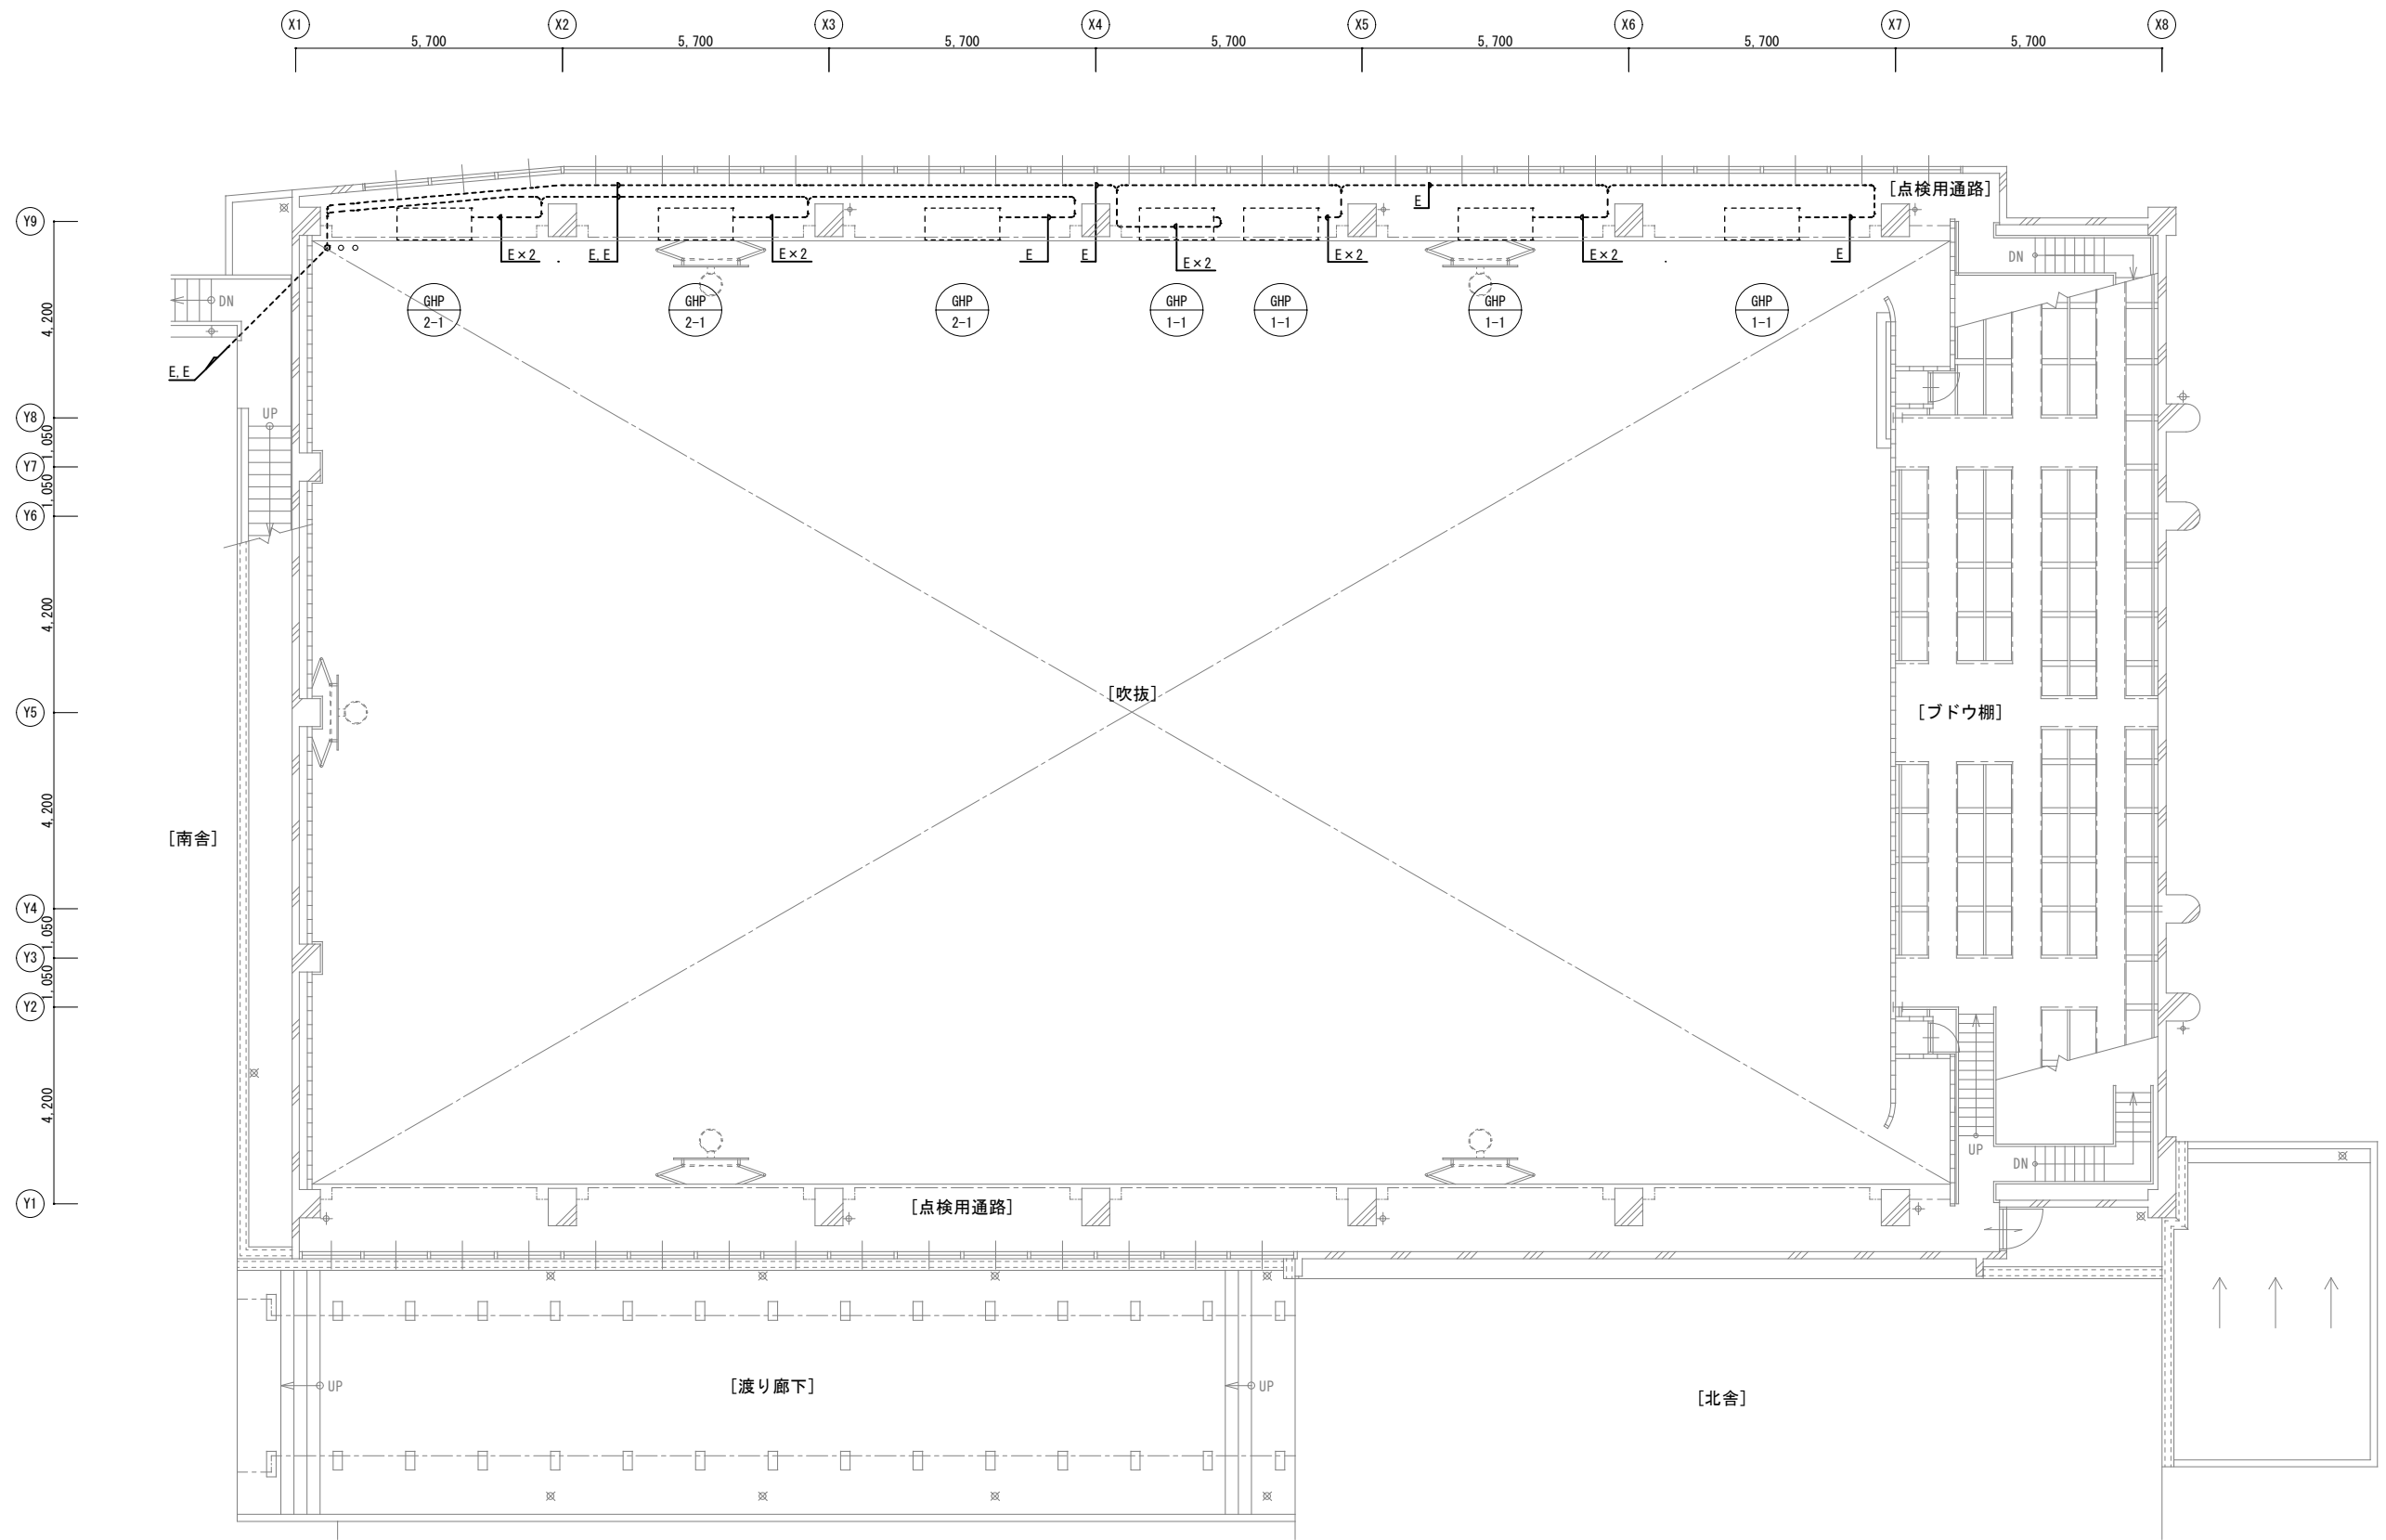 X1 X2 X3 X4 X5 X6 X7 X8
5,700 5,700 5,700 5,700 5,700 5,700 5,700
[点検用通路]
Y9
E
E×2 E,E E×2 E E E×2 E×2 E×2 E
DN
DN
GHP GHP GHP GHP GHP GHP GHP
2-1 2-1 2-1 1-1 1-1 1-1 1-1
4,200
E,E
Y8
UP
1,050
Y7
1,050
Y6
4,200
[吹抜]
Y5
[ブドウ棚]
4,200
[南舎]
Y4
1,050
Y3
1,050
Y2
4,200
UP
DN
Y1
[点検用通路]
UP
[渡り廊下]
UP
[北舎]